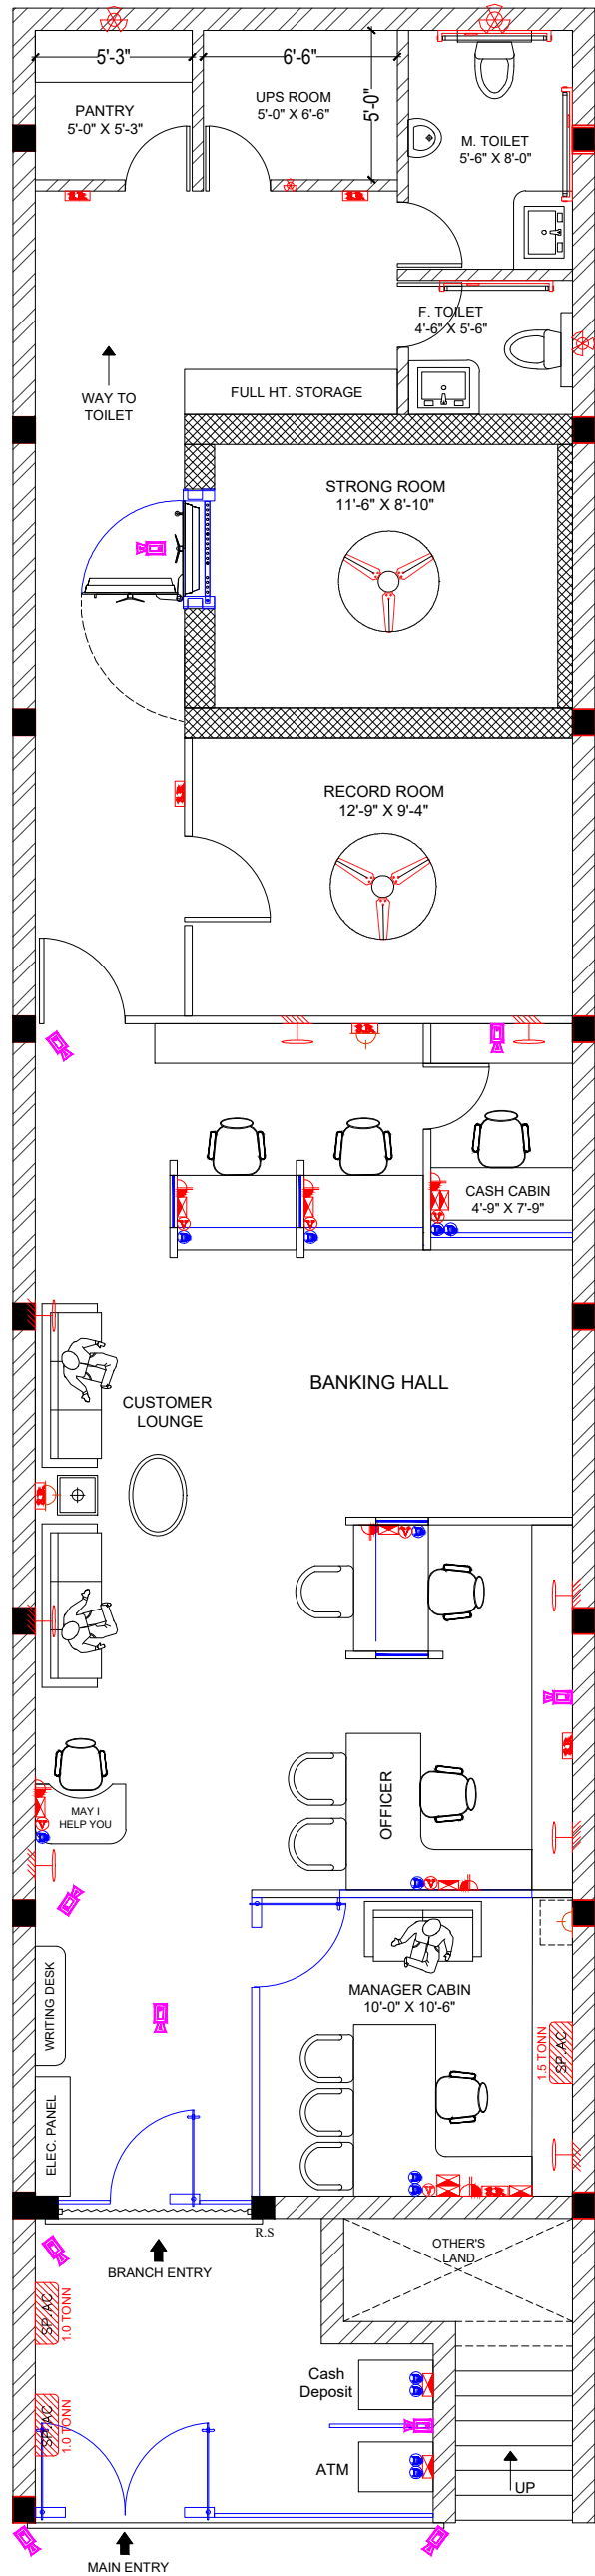 5'-3"
6'-6"
5'-0"
PANTRY
5'-0" X 5'-3"
UPS ROOM
5'-0" X 6'-6"
M. TOILET
5'-6" X 8'-0"
F. TOILET
4'-6" X 5'-6"
WAY TO
TOILET
FULL HT. STORAGE
STRONG ROOM
11'-6" X 8'-10"
RECORD ROOM
12'-9" X 9'-4"
CASH CABIN
4'-9" X 7'-9"
BANKING HALL
CUSTOMER
LOUNGE
OFFICER
MAY I
HELP YOU
MANAGER CABIN
10'-0" X 10'-6"
WRITING DESK
ELEC. PANEL
1.5 TONN
SP.AC
R.S
BRANCH ENTRY
OTHER'S
LAND
SP.AC
1.0 TONN
Cash
Deposit
SP.AC
1.0 TONN
ATM
UP
MAIN ENTRY